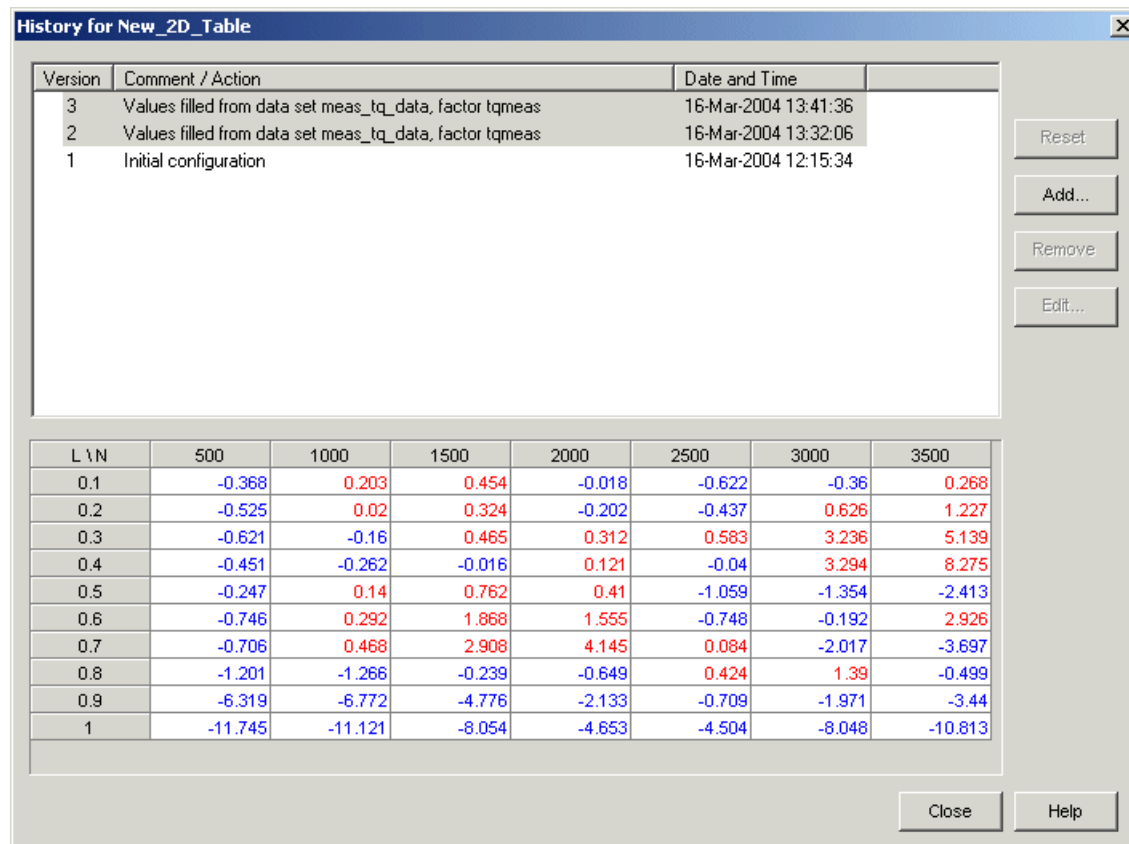 History for New_2D_Table
Version Comment / Action Date and Time
3 Values filled from data set meas_tq_data, factor tqmeas 16-Mar-2004 13:41:36
2 Values filled from data set meas_tq_data, factor tqmeas 16-Mar-2004 13:32:06
1 Initial configuration 16-Mar-2004 12:15:34
Reset
Add...
Remove
Edit...
L \ N 500 1000 1500 2000 2500 3000 3500
0.1 -0.368 0.203 0.454 -0.018 -0.622 -0.36 0.268
0.2 -0.525 0.02 0.324 -0.202 -0.437 0.626 1.227
0.3 -0.621 -0.16 0.465 0.312 0.583 3.236 5.139
0.4 -0.451 -0.262 -0.016 0.121 -0.04 3.294 8.275
0.5 -0.247 0.14 0.762 0.41 -1.059 -1.354 -2.413
0.6 -0.746 0.292 1.868 1.555 -0.748 -0.192 2.926
0.7 -0.706 0.468 2.908 4.145 0.084 -2.017 -3.697
0.8 -1.201 -1.266 -0.239 -0.649 0.424 1.39 -0.499
0.9 -6.319 -6.772 -4.776 -2.133 -0.709 -1.971 -3.44
1 -11.745 -11.121 -8.054 -4.653 -4.504 -8.048 -10.813
Close Help